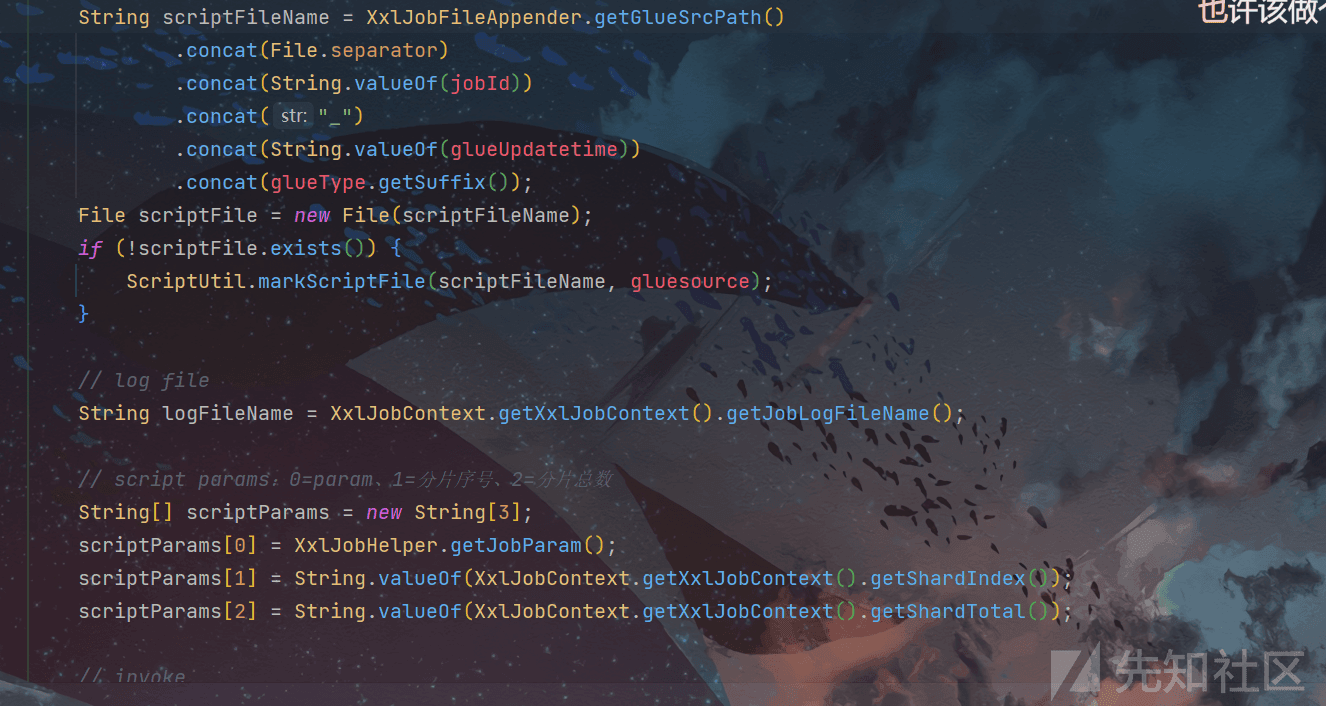 也许该做个
String scriptFileName = XxlJobFileAppender.getGlueSrcPath()
.concat(File.separator)
.concat(String.valueOf(jobId))
.concat( str: "_")
.concat(String.valueOf(glueUpdatetime))
.concat(glueType.getSuffix());
File scriptFile = new File(scriptFileName);
if (!scriptFile.exists()) {
ScriptUtil.markScriptFile(scriptFileName, gluesource);
}
// log file
String logFileName = XxlJobContext.getXxlJobContext().getJobLogFileName();
// script params：0=param、1=分片序号、2=分片总数
String[] scriptParams = new String[3];
scriptParams[0] = XxlJobHelper.getJobParam();
scriptParams[1] = String.valueOf(XxlJobContext.getXxlJobContext().getShardIndex());
scriptParams[2] = String.valueOf(XxlJobContext.getXxlJobContext().getShardTotal());
// invoke
先知社区